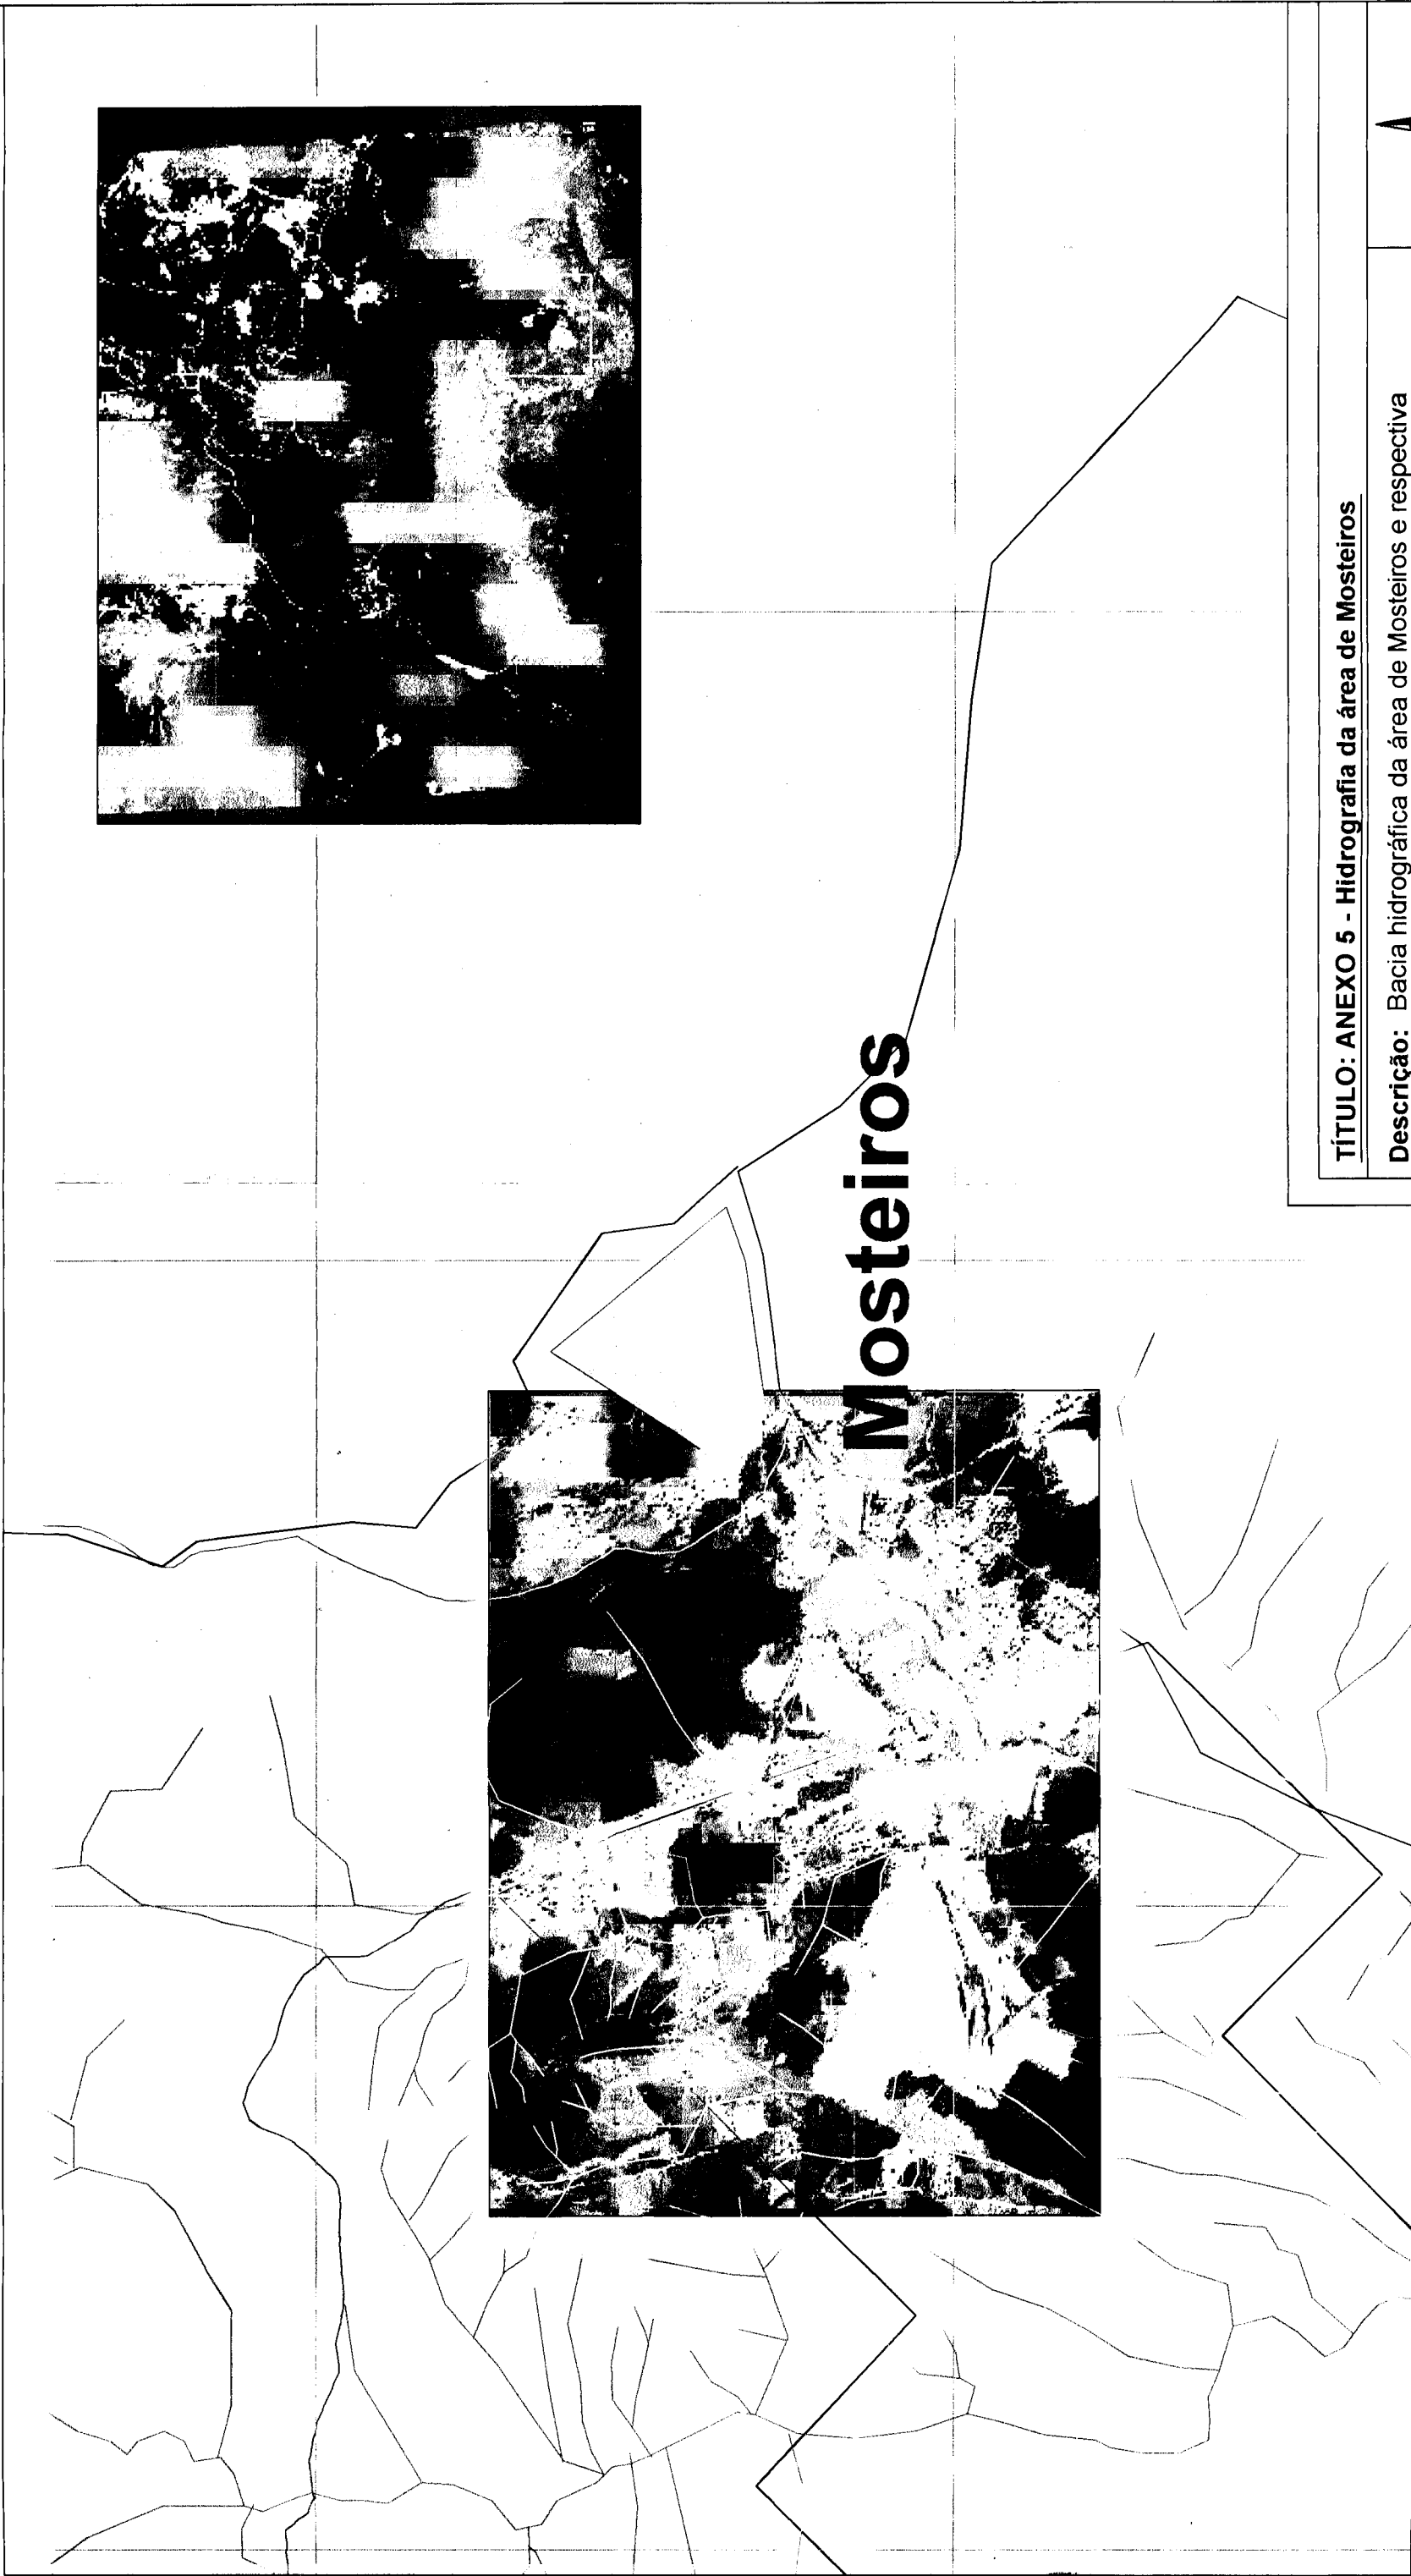 Mosteiros
TÍTULO: ANEXO 5 - Hidrografia da área de Mosteiros
Descrição: Bacia hidrográfica da área de Mosteiros e respectiva